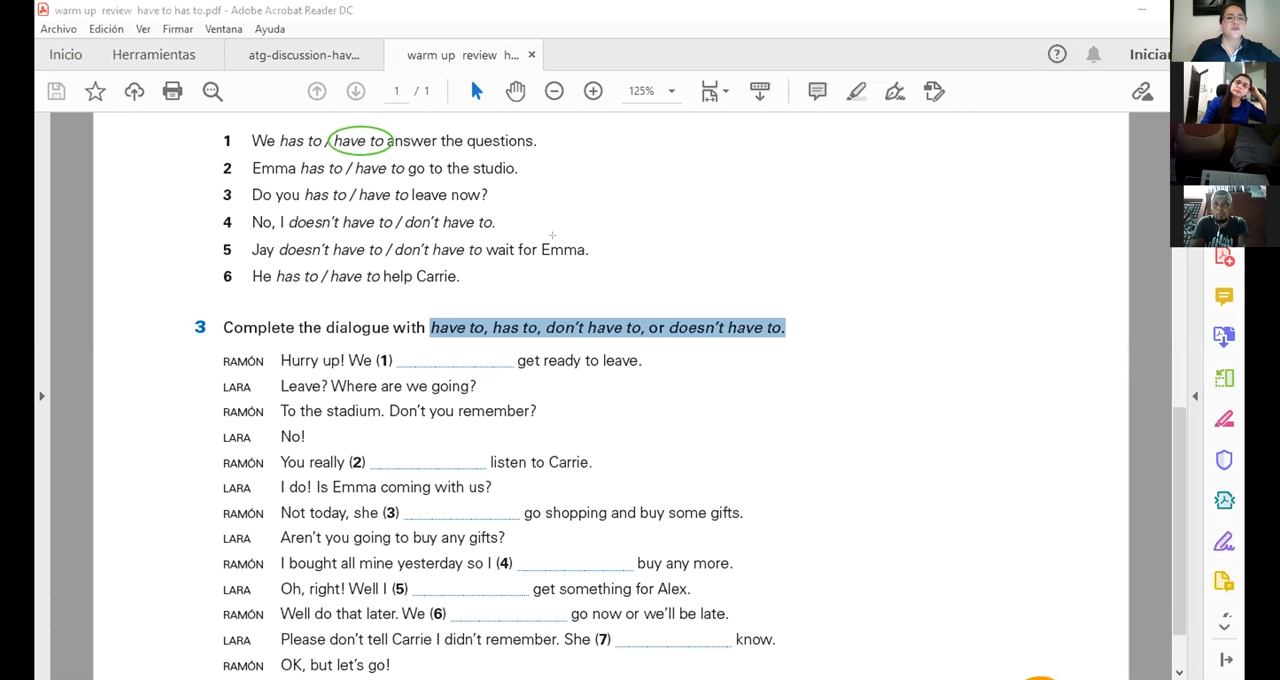 warm up review have to has to.pdf - Adobe Acrobat Reader DC
Archivo Edición Ver Firmar Ventana Ayuda
Inicio Herramientas atg-discussion-hav... warm up review h... ×
Iniciar
1 / 1 125%
1 We has to / have to answer the questions.
2 Emma has to / have to go to the studio.
3 Do you has to / have to leave now?
4 No, I doesn't have to / don't have to.
5 Jay doesn't have to / don't have to wait for Emma.
6 He has to / have to help Carrie.
3 Complete the dialogue with have to, has to, don't have to, or doesn't have to.
RAMÓN Hurry up! We (1) get ready to leave.
LARA Leave? Where are we going?
RAMÓN To the stadium. Don't you remember?
LARA No!
RAMÓN You really (2) listen to Carrie.
LARA I do! Is Emma coming with us?
RAMÓN Not today, she (3) go shopping and buy some gifts.
LARA Aren't you going to buy any gifts?
RAMÓN I bought all mine yesterday so I (4) buy any more.
LARA Oh, right! Well I (5) get something for Alex.
RAMÓN Well do that later. We (6) go now or we'll be late.
LARA Please don't tell Carrie I didn't remember. She (7) know.
RAMÓN OK, but let's go!